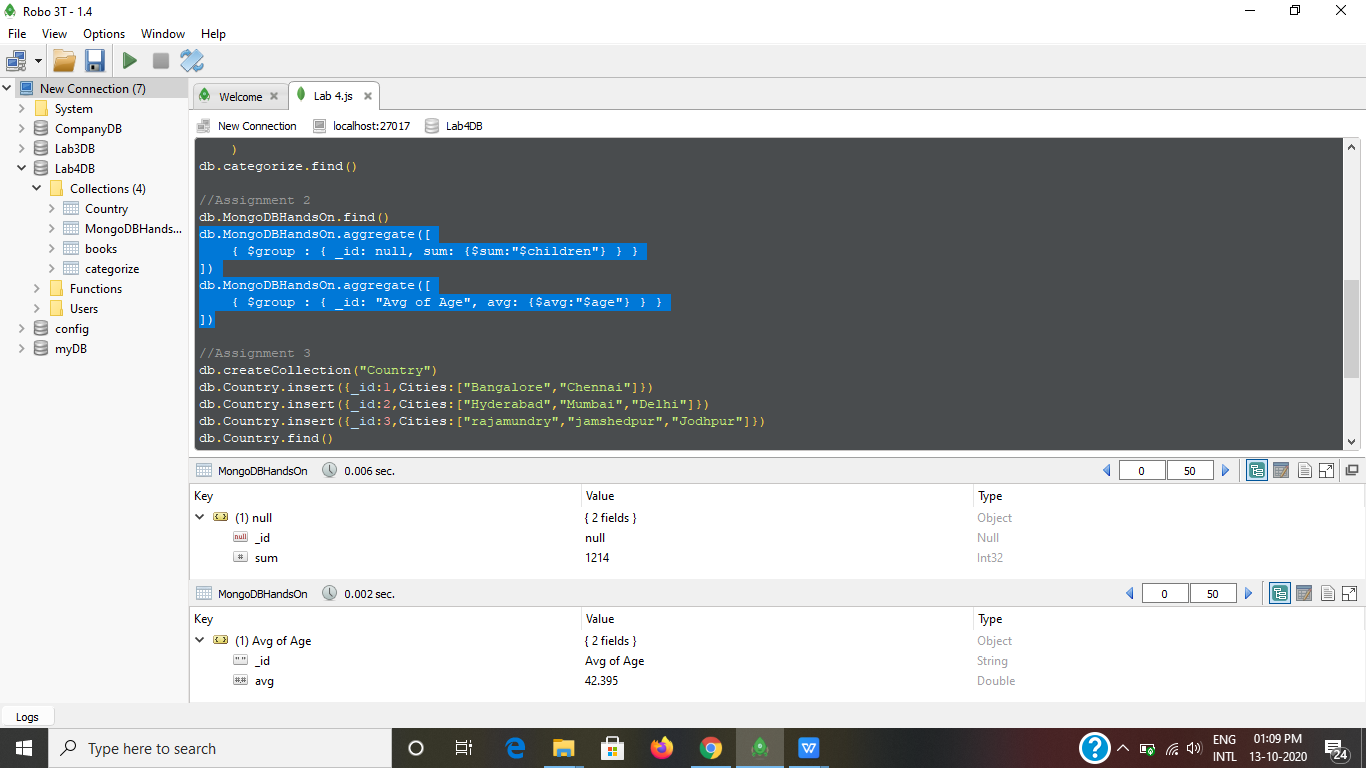 Robo 3T - 1.4
File View Options Window Help
New Connection (7)
System
CompanyDB
Lab3DB
Lab4DB
Collections (4)
Country
MongoDBHands...
books
categorize
Functions
Users
config
myDB
Welcome
Lab 4.js
New Connection localhost:27017 Lab4DB
)
db.categorize.find()
//Assignment 2
db.MongoDBHandsOn.find()
db.MongoDBHandsOn.aggregate([
{ $group : { _id: null, sum: {$sum:"$children"} } }
])
db.MongoDBHandsOn.aggregate([
{ $group : { _id: "Avg of Age", avg: {$avg:"$age"} } }
])
//Assignment 3
db.createCollection("Country")
db.Country.insert({_id:1,Cities:["Bangalore","Chennai"]})
db.Country.insert({_id:2,Cities:["Hyderabad","Mumbai","Delhi"]})
db.Country.insert({_id:3,Cities:["rajamundry","jamshedpur","Jodhpur"]})
db.Country.find()
MongoDBHandsOn 0.006 sec. 0 50
Key Value Type
(1) null { 2 fields } Object
null _id null Null
# sum 1214 Int32
MongoDBHandsOn 0.002 sec. 0 50
Key Value Type
(1) Avg of Age { 2 fields } Object
" " _id Avg of Age String
#.# avg 42.395 Double
Logs
Type here to search
ENG 01:09 PM
INTL 13-10-2020
24